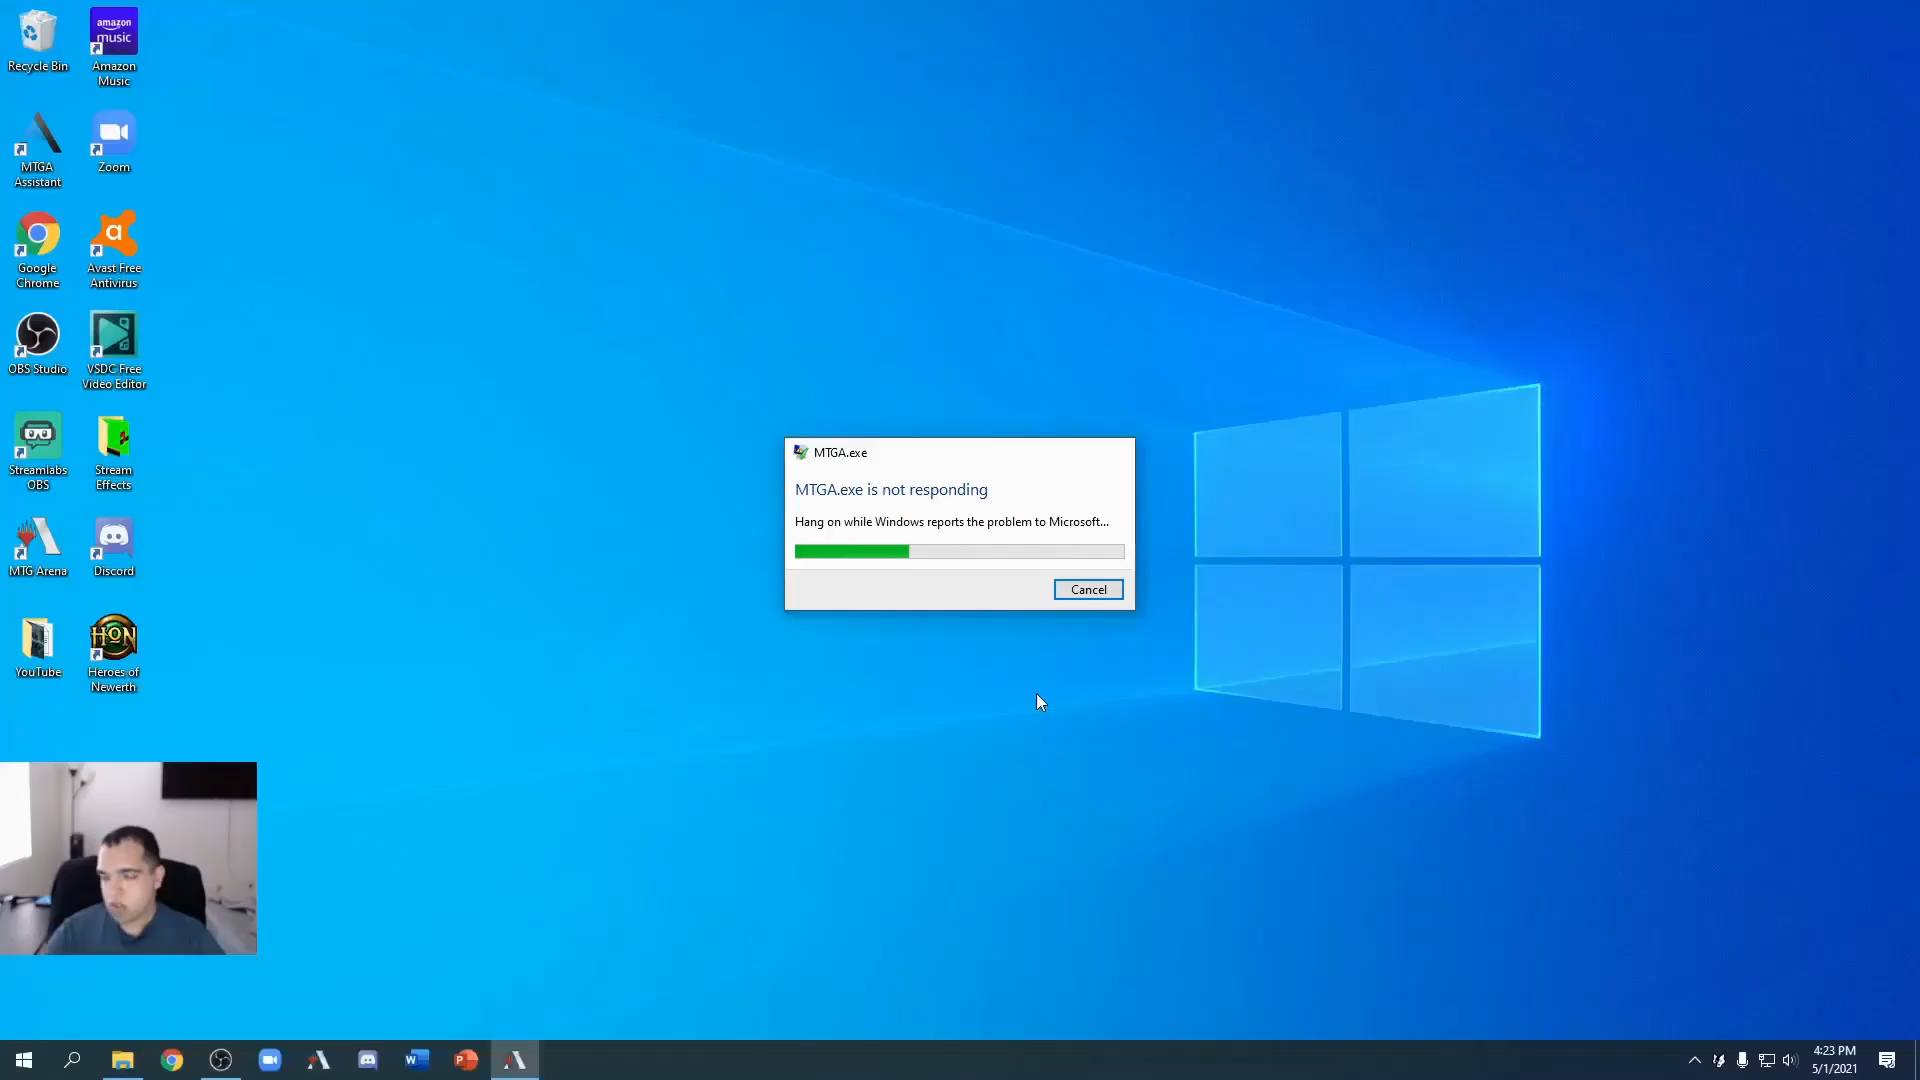 Recycle Bin
amazon
music
Amazon
Music
MTGA
Assistant
Zoom
Google
Chrome
a
Avast Free
Antivirus
OBS Studio
VSDC Free
Video Editor
Streamlabs
OBS
Stream
Effects
MTG Arena
Discord
YouTube
HON
Heroes of
Newerth
MTGA.exe
MTGA.exe is not responding
Hang on while Windows reports the problem to Microsoft...
Cancel
W
P
4:23 PM
5/1/2021